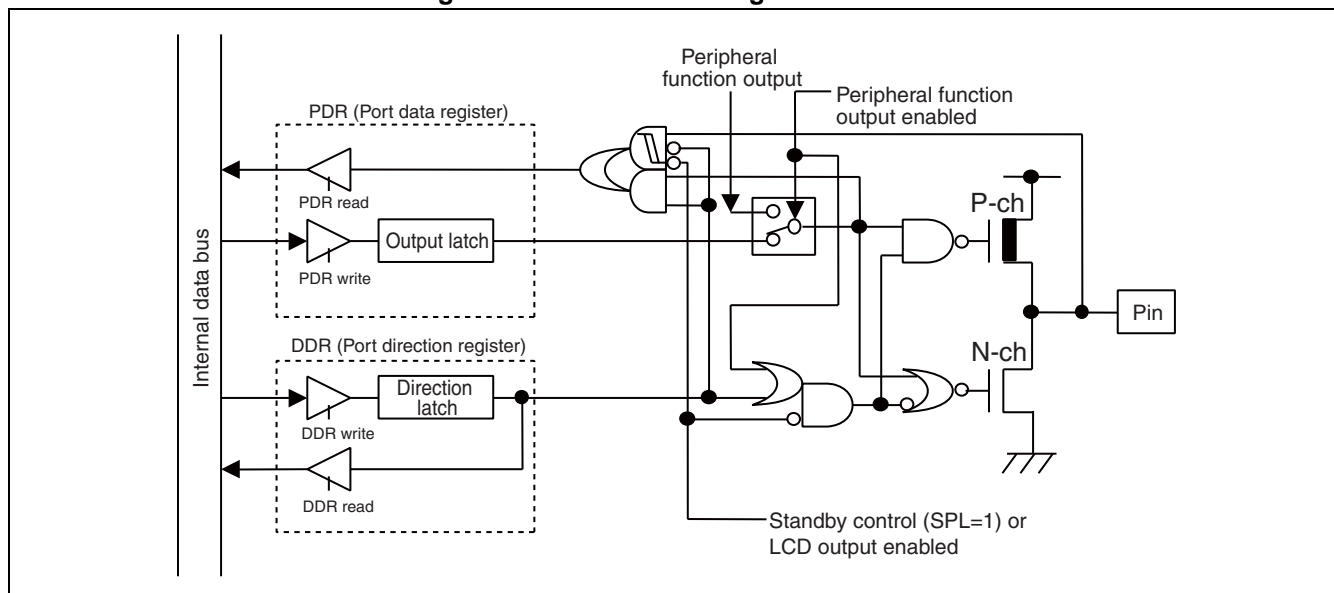 Peripheral
function output
Peripheral function
output enabled
PDR (Port data register)
PDR read
Output latch
PDR write
P-ch
Internal data bus
Pin
DDR (Port direction register)
N-ch
Direction
latch
DDR write
DDR read
Standby control (SPL=1) or
LCD output enabled